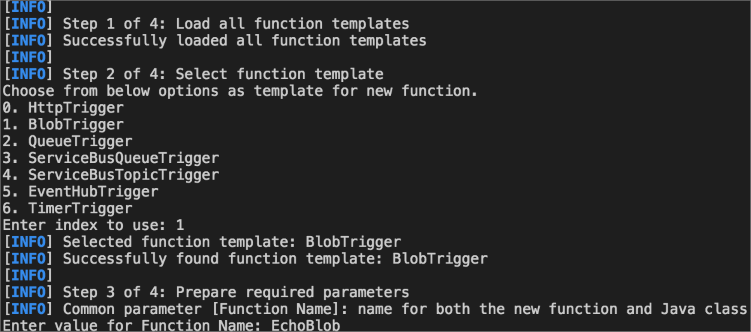 [INFO]
[INFO] Step 1 of 4: Load all function templates
[INFO] Successfully loaded all function templates
[INFO]
[INFO] Step 2 of 4: Select function template
Choose from below options as template for new function.
0. HttpTrigger
1. BlobTrigger
2. QueueTrigger
3. ServiceBusQueueTrigger
4. ServiceBusTopicTrigger
5. EventHubTrigger
6. TimerTrigger
Enter index to use: 1
[INFO] Selected function template: BlobTrigger
[INFO] Successfully found function template: BlobTrigger
[INFO]
[INFO] Step 3 of 4: Prepare required parameters
[INFO] Common parameter [Function Name]: name for both the new function and Java class
Enter value for Function Name: EchoBlob